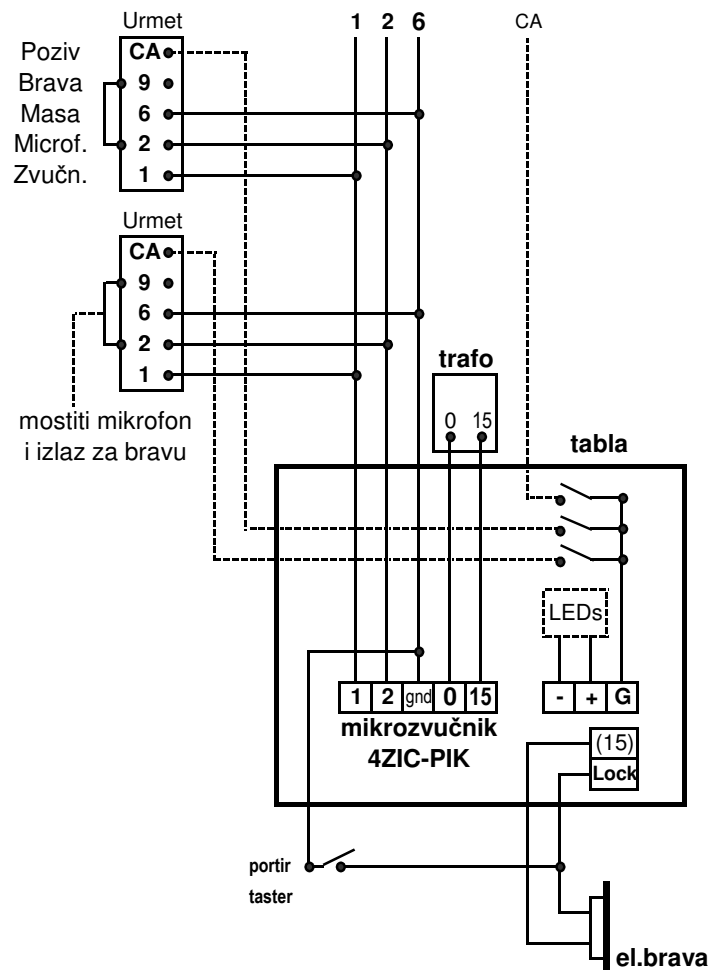 Urmet
1 2 6
CA
Poziv
CA
Brava
9
Masa
6
Microf.
2
Zvučn.
1
Urmet
CA
9
6
2
1
mostiti mikrofon
i izlaz za bravu
trafo
0 15
tabla
LEDs
1 2 gnd 0 15
- + G
mikrozvučnik
4ZIC-PIK
(15)
Lock
portir
taster
el.brava